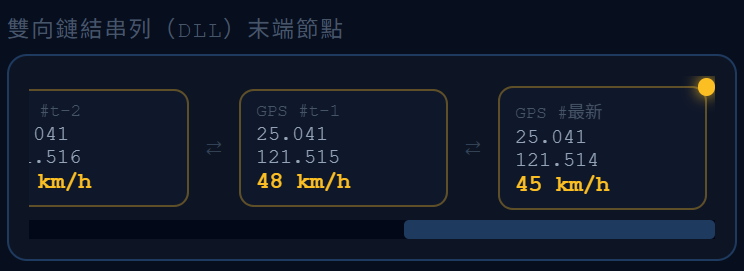 雙向鏈結串列（DLL）末端節點
#t-2
.041
.516
km/h
⇄
GPS #t-1
25.041
121.515
48 km/h
⇄
GPS #最新
25.041
121.514
45 km/h